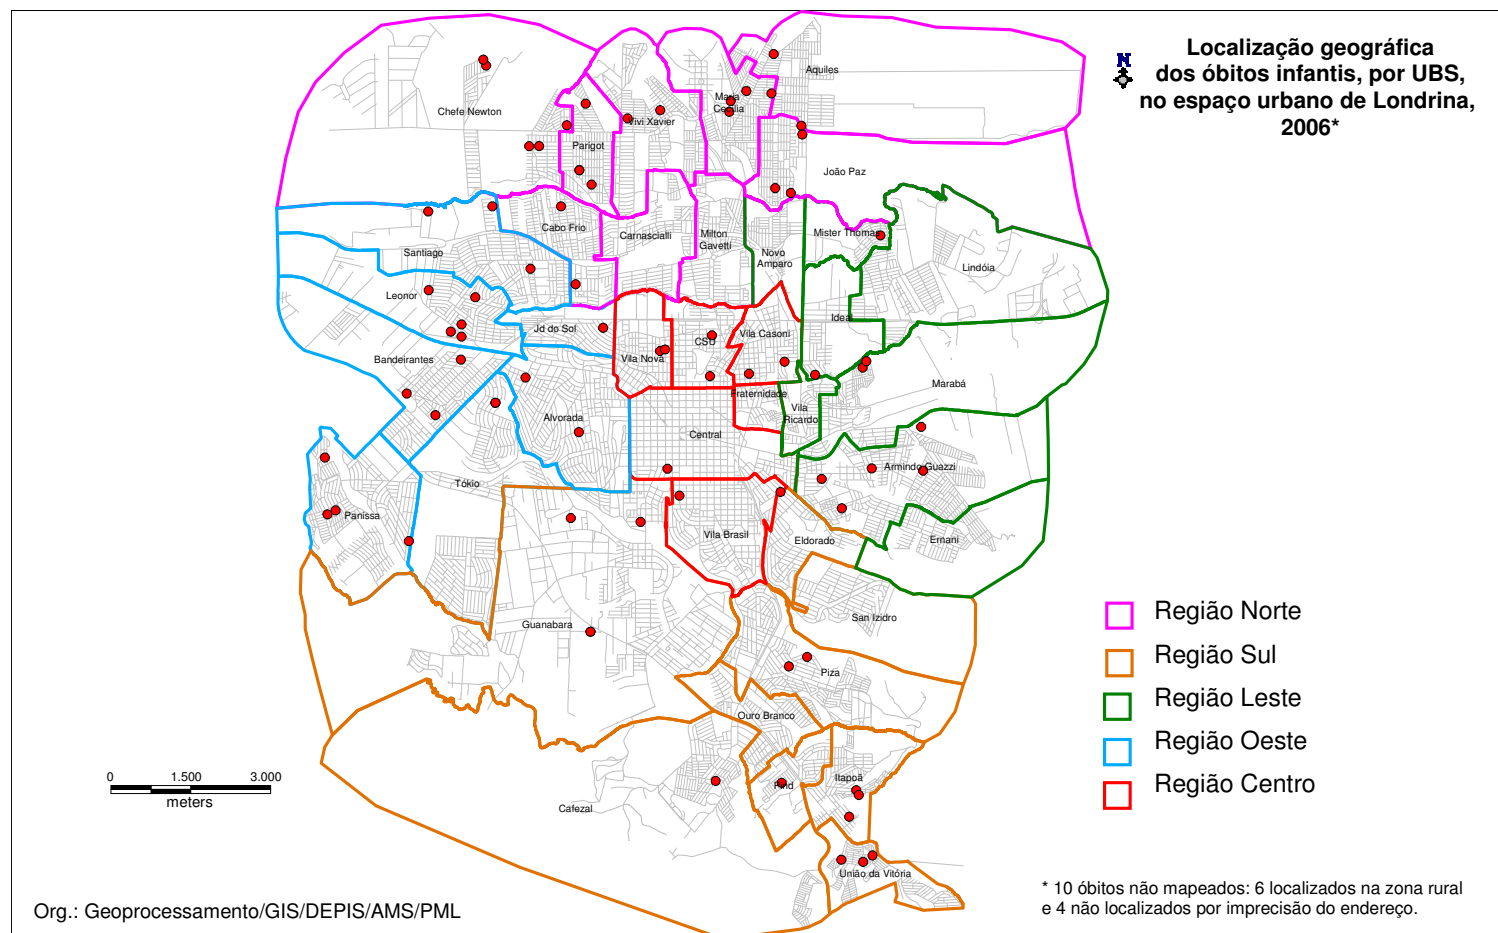 Localização geográfica
dos óbitos infantis, por UBS,
no espaço urbano de Londrina,
2006*
N
Aquiles
Chefe Newton
Maria
Cecília
Vivi Xavier
Parigot
João Paz
Cabo Frio
Carnascialli
Milton
Gavetti
Mister Thomas
Novo
Amparo
Santiago
Lindóia
Leonor
Ideal
Jd do Sol
Vila Casoni
CSU
Vila Nova
Bandeirantes
Marabá
Fraternidade
Vila
Ricardo
Alvorada
Central
Armindo Guazzi
Tókio
Panissa
Vila Brasil
Eldorado
Ernani
San Izidro
Guanabara
Piza
Ouro Branco
Itapoã
Pind
Cafezal
União da Vitória
Região Norte
Região Sul
Região Leste
Região Oeste
Região Centro
0 1.500 3.000
meters
* 10 óbitos não mapeados: 6 localizados na zona rural
e 4 não localizados por imprecisão do endereço.
Org.: Geoprocessamento/GIS/DEPIS/AMS/PML